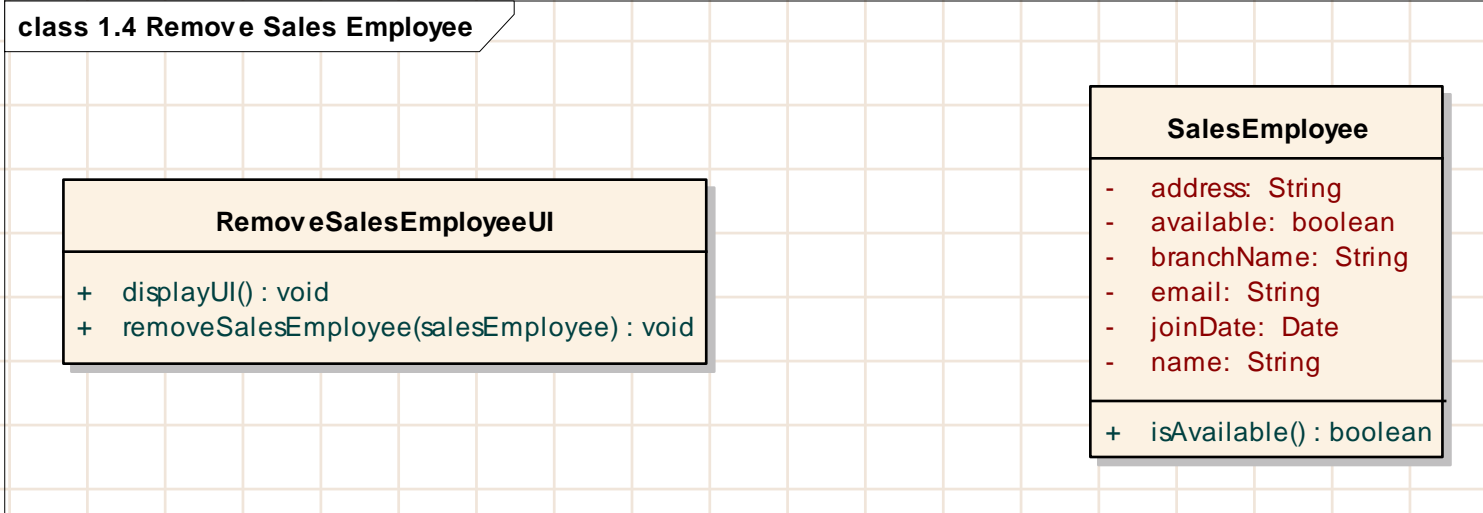 class 1.4 Remove Sales Employee
RemoveSalesEmployeeUI
+ displayUI() : void
+ removeSalesEmployee(salesEmployee) : void
SalesEmployee
- address: String
- available: boolean
- branchName: String
- email: String
- joinDate: Date
- name: String
+ isAvailable() : boolean